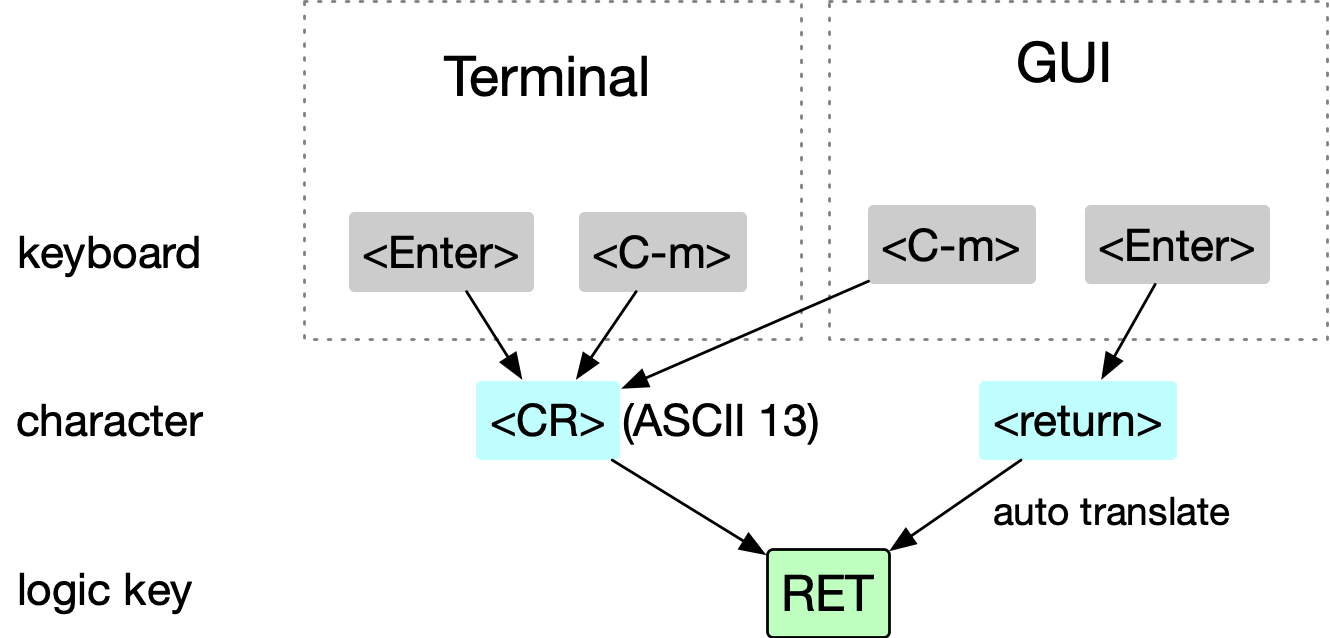 Terminal
GUI
keyboard
<Enter>
<C-m>
<C-m>
<Enter>
character
<CR> (ASCII 13)
<return>
auto translate
logic key
RET